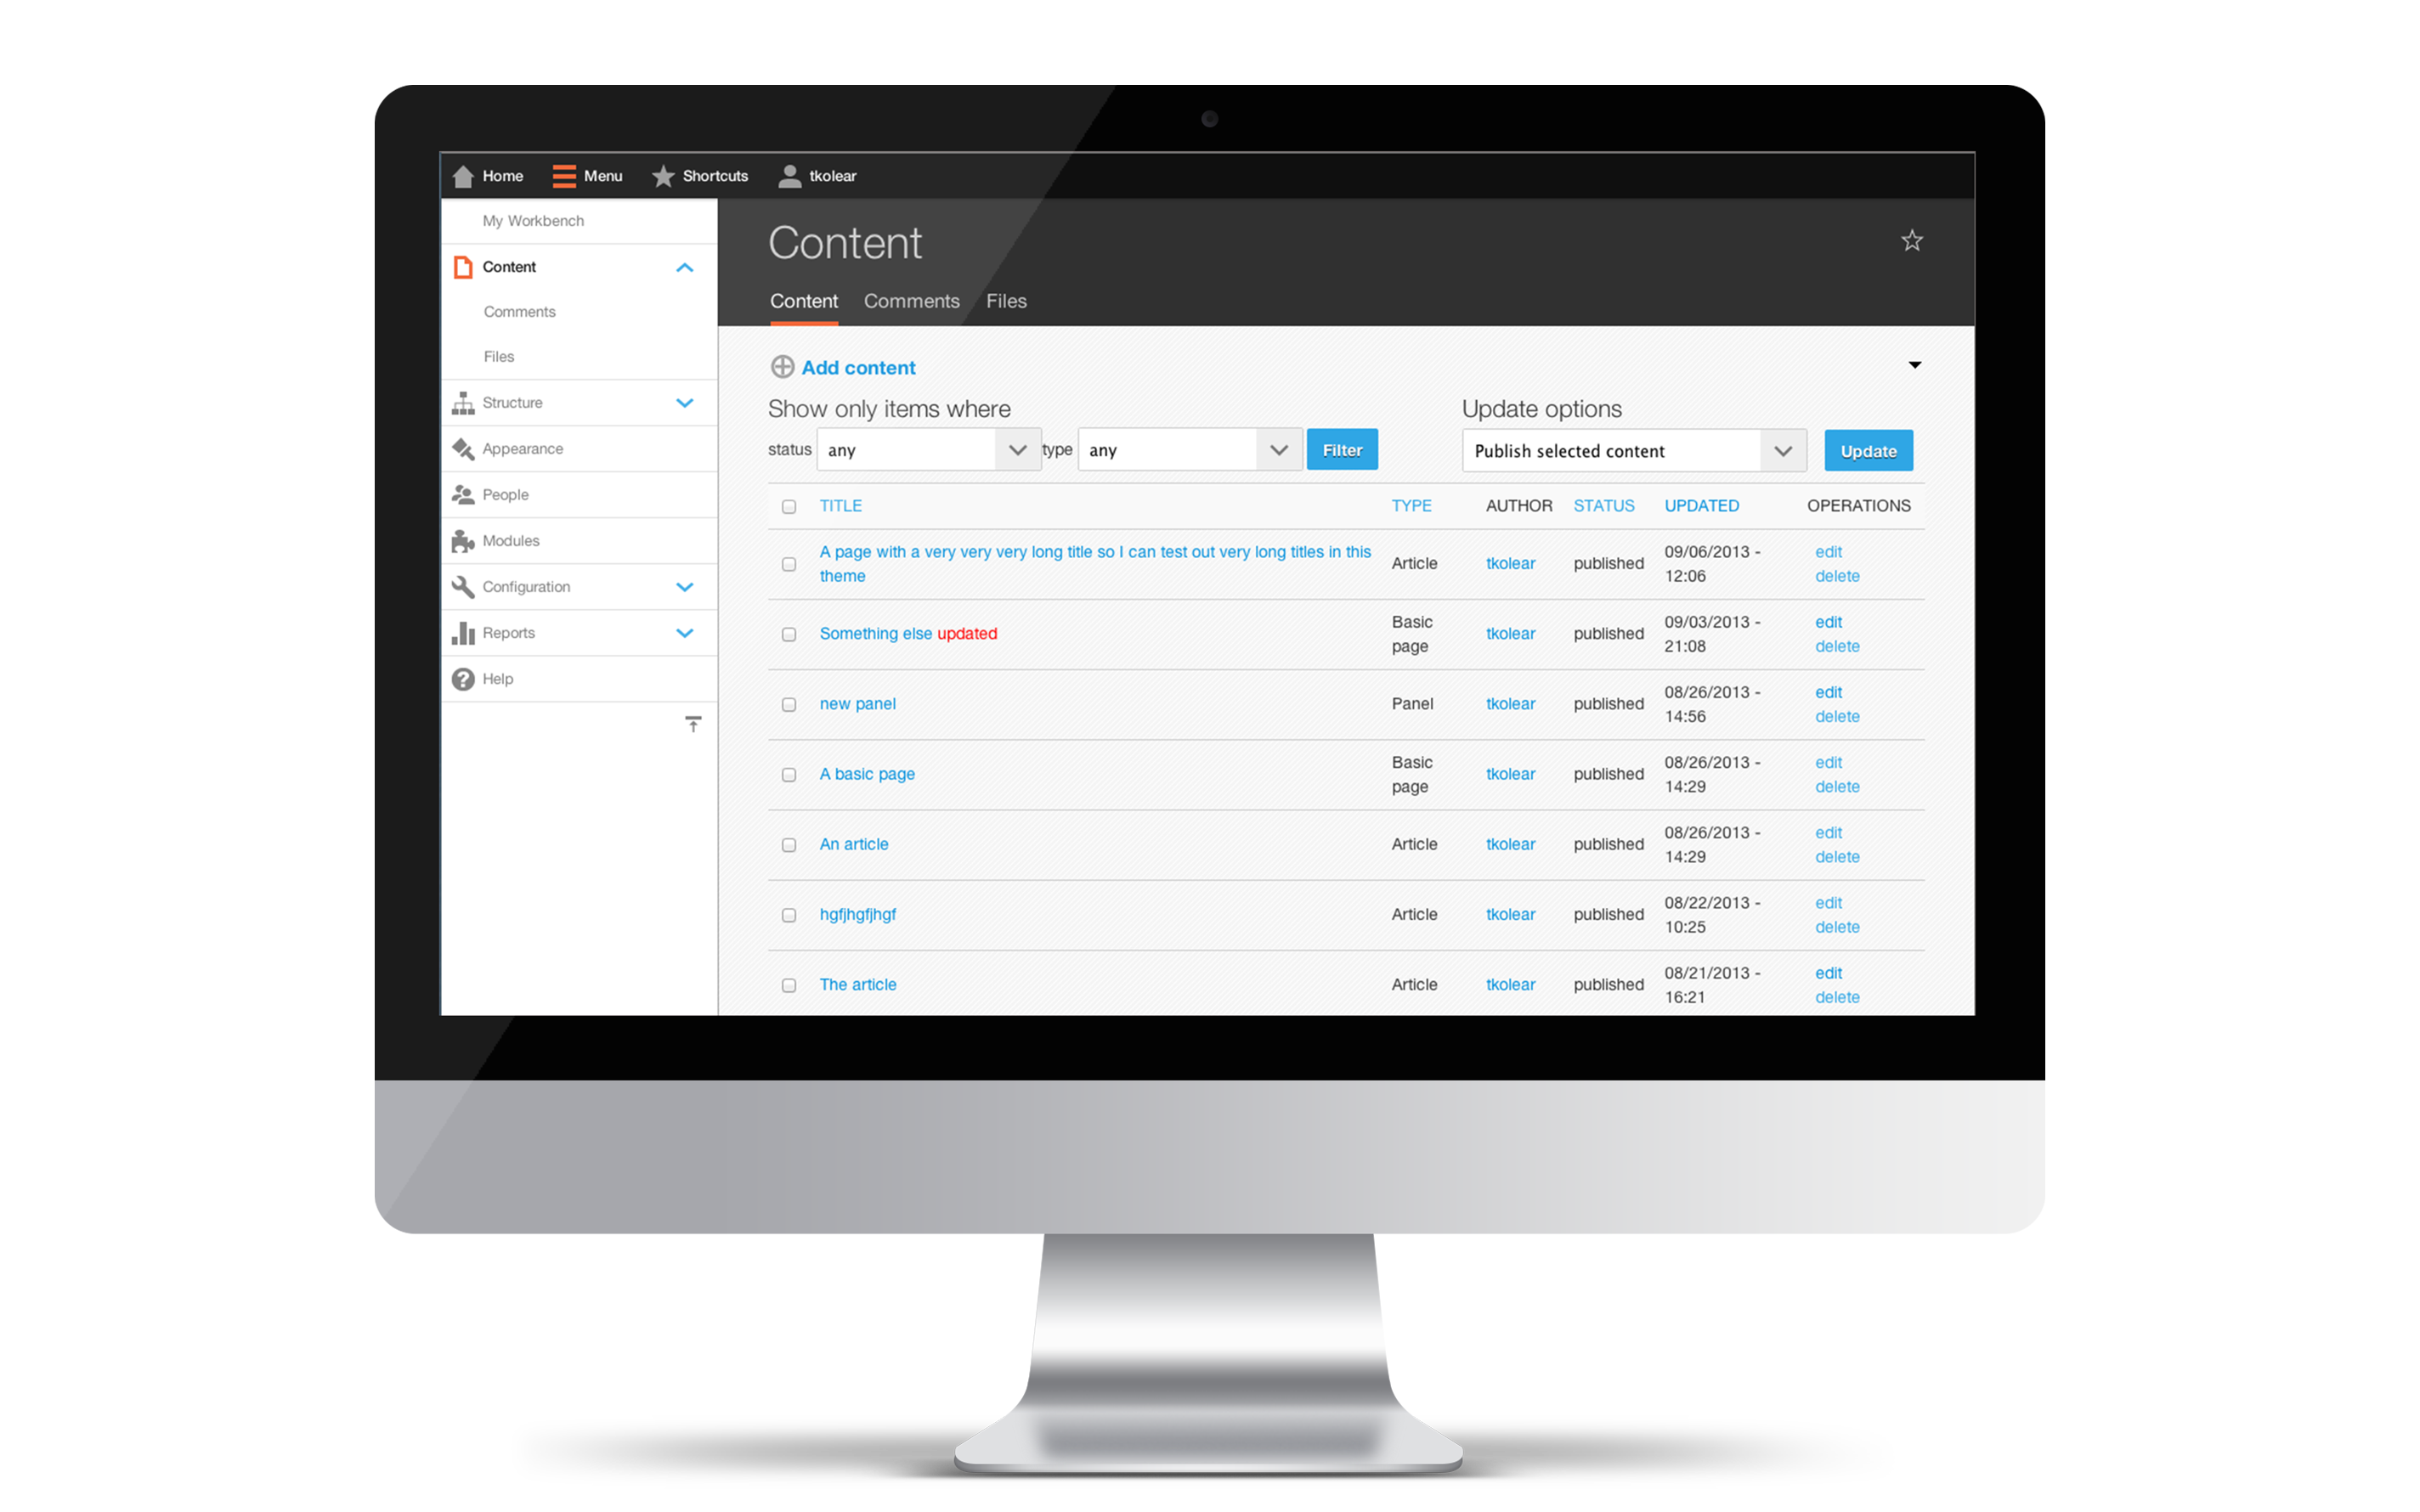 Home Menu Shortcuts tkolear
My Workbench
Content
Comments
Files
Structure
Appearance
People
Modules
Configuration
Reports
Help
Content
Content Comments Files
Add content
Show only items where
status any type any Filter
Update options
Publish selected content Update
TITLE TYPE AUTHOR STATUS UPDATED OPERATIONS
A page with a very very very long title so I can test out very long titles in this
theme
Article tkolear published 09/06/2013 -
12:06
edit
delete
Something else updated
Basic
page
tkolear published 09/03/2013 -
21:08
edit
delete
new panel Panel tkolear published 08/26/2013 -
14:56
edit
delete
A basic page
Basic
page
tkolear published 08/26/2013 -
14:29
edit
delete
An article Article tkolear published 08/26/2013 -
14:29
edit
delete
hgfjhgfjhgf Article tkolear published 08/22/2013 -
10:25
edit
delete
The article Article tkolear published 08/21/2013 -
16:21
edit
delete